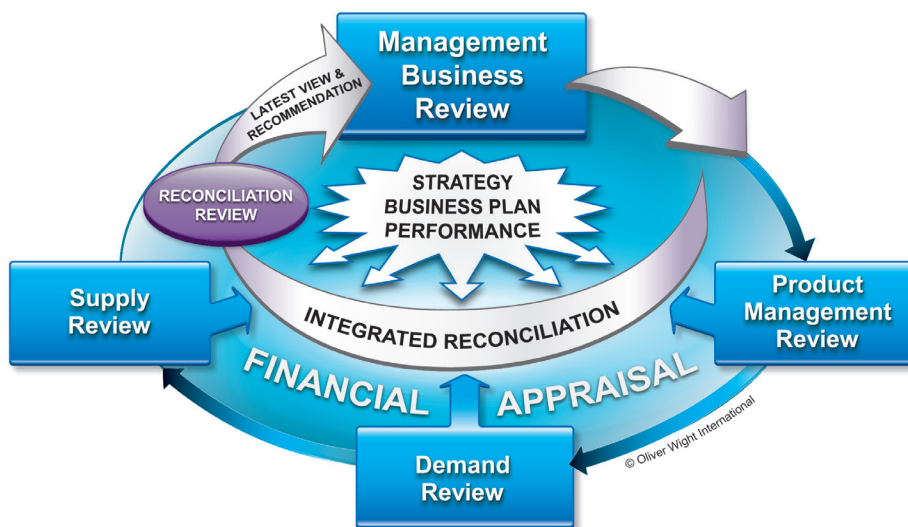 Management
Business
Review
LATEST VIEW &
RECOMMENDATION
RECONCILIATION
REVIEW
STRATEGY
BUSINESS PLAN
PERFORMANCE
Supply
Review
Product
Management
Review
INTEGRATED RECONCILIATION
FINANCIAL APPRAISAL
Demand
Review
© Oliver Wight International